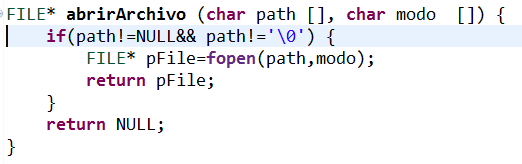 FILE* abrirArchivo (char path [], char modo  []) {
    if(path!=NULL&& path!='\0') {
        FILE* pFile=fopen(path,modo);
        return pFile;
    }
    return NULL;
}